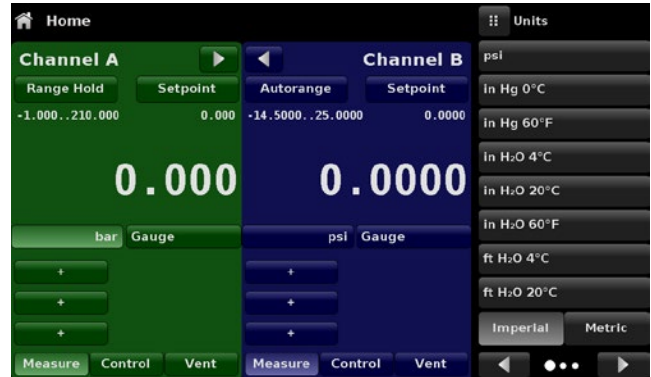 Home
Units
Channel A
Channel B
Range Hold Setpoint
Autorange Setpoint
-1.000..210.000 0.000
-14.5000..25.0000 0.0000
0.000
0.0000
bar Gauge
psi Gauge
+
+
+
+
+
+
Measure Control Vent
Measure Control Vent
psi
in Hg 0°C
in Hg 60°F
in H₂O 4°C
in H₂O 20°C
in H₂O 60°F
ft H₂O 4°C
ft H₂O 20°C
Imperial Metric